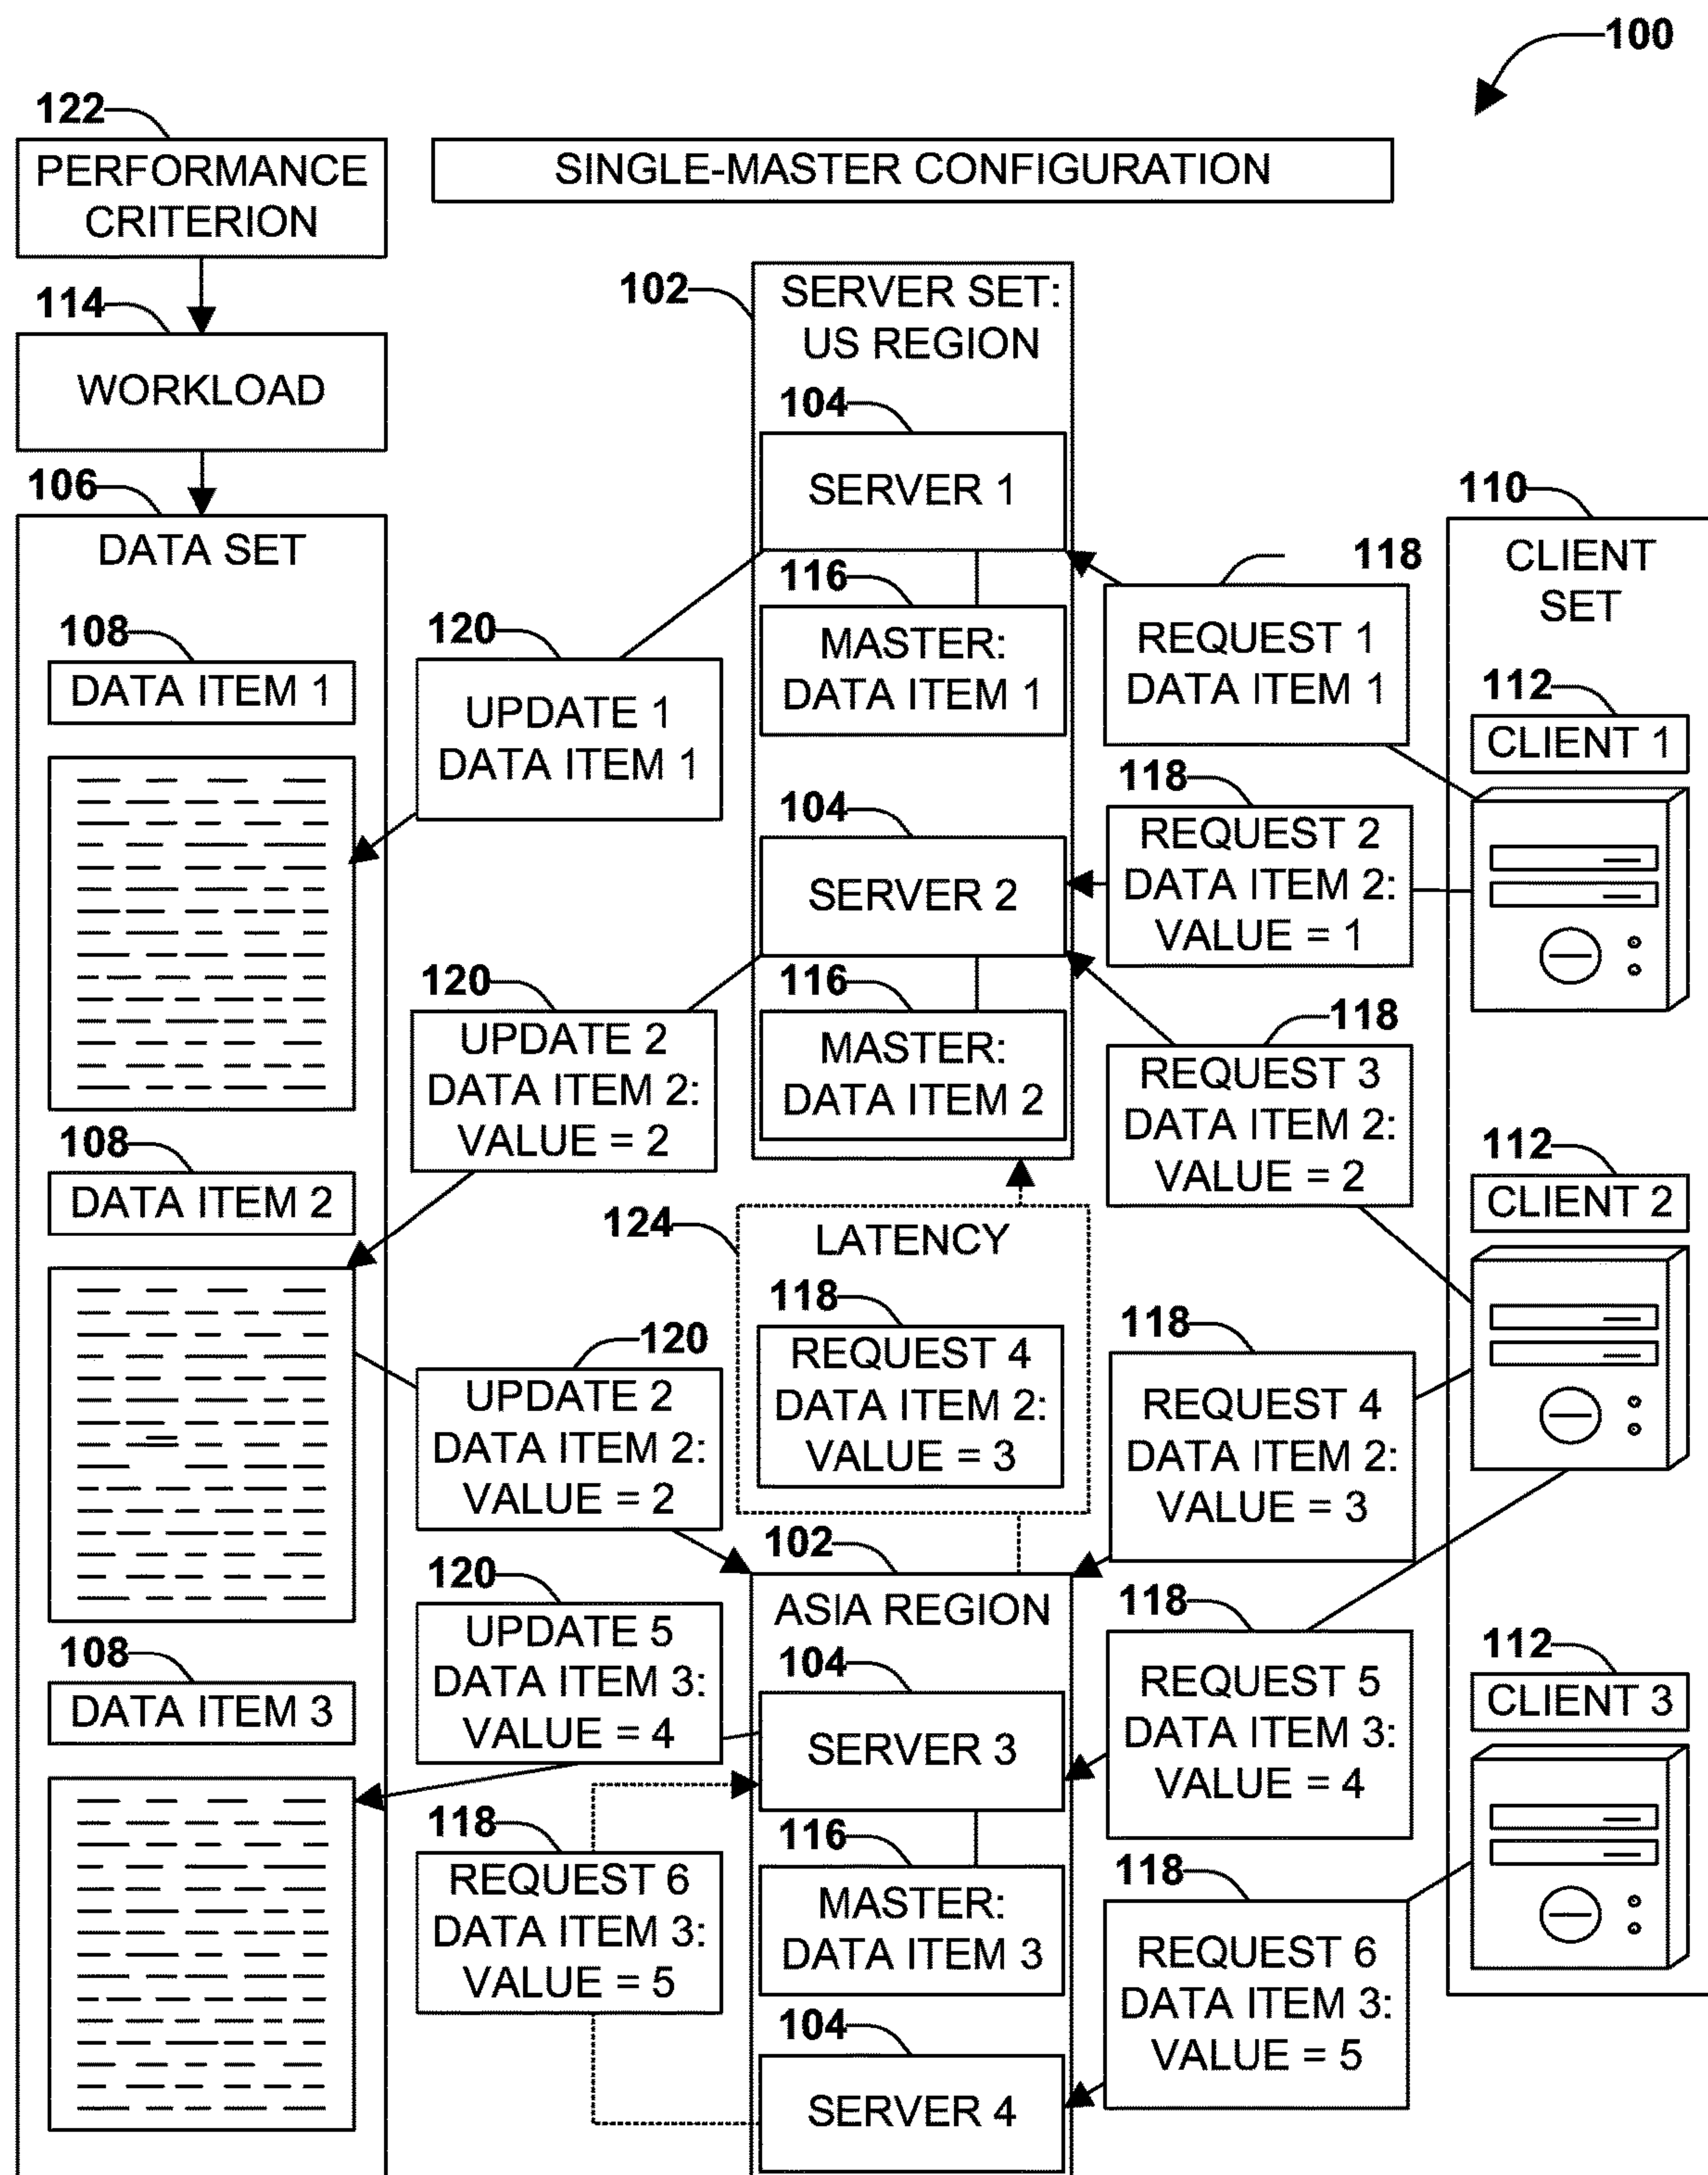 100
122
PERFORMANCE
CRITERION
SINGLE-MASTER CONFIGURATION
114
WORKLOAD
106
DATA SET
108
DATA ITEM 1
108
DATA ITEM 2
108
DATA ITEM 3
120
UPDATE 1
DATA ITEM 1
120
UPDATE 2
DATA ITEM 2:
VALUE = 2
120
UPDATE 2
DATA ITEM 2:
VALUE = 2
120
UPDATE 5
DATA ITEM 3:
VALUE = 4
118
REQUEST 6
DATA ITEM 3:
VALUE = 5
102
SERVER SET:
US REGION
104
SERVER 1
116
MASTER:
DATA ITEM 1
104
SERVER 2
116
MASTER:
DATA ITEM 2
124
LATENCY
118
REQUEST 4
DATA ITEM 2:
VALUE = 3
102
ASIA REGION
104
SERVER 3
116
MASTER:
DATA ITEM 3
104
SERVER 4
118
REQUEST 1
DATA ITEM 1
118
REQUEST 2
DATA ITEM 2:
VALUE = 1
118
REQUEST 3
DATA ITEM 2:
VALUE = 2
118
REQUEST 4
DATA ITEM 2:
VALUE = 3
118
REQUEST 5
DATA ITEM 3:
VALUE = 4
118
REQUEST 6
DATA ITEM 3:
VALUE = 5
110
CLIENT
SET
112
CLIENT 1
112
CLIENT 2
112
CLIENT 3